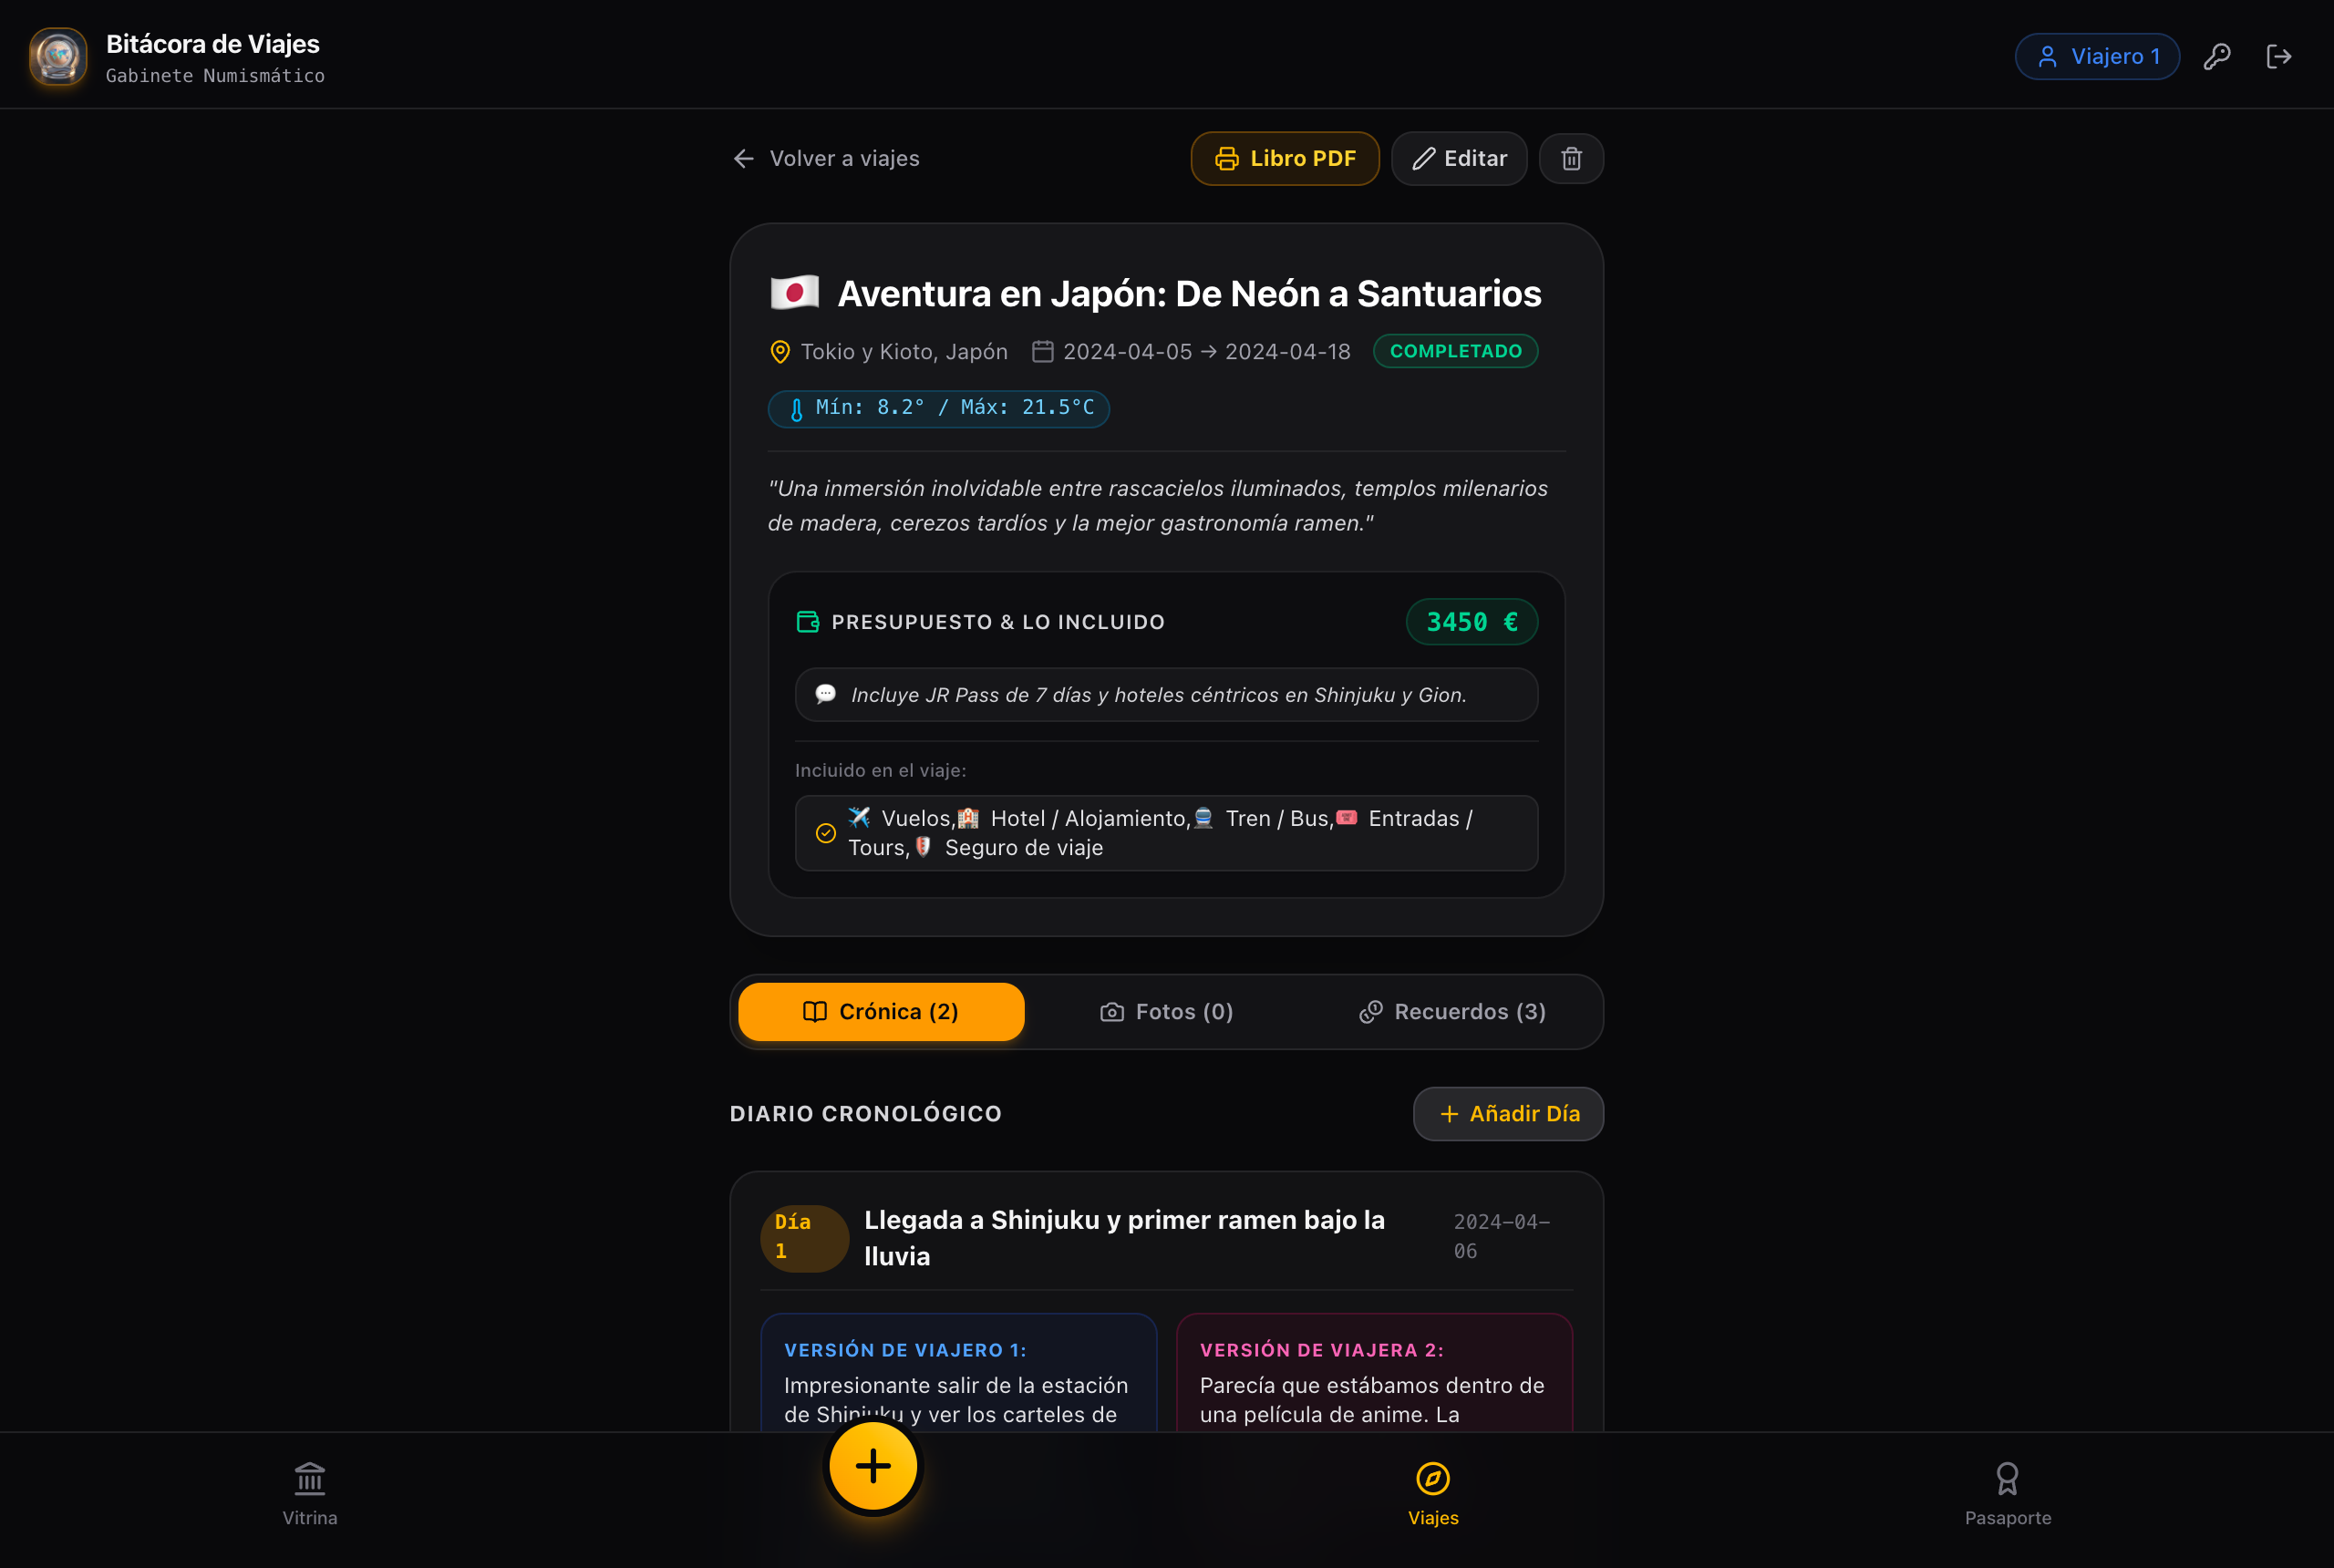 Bitácora de Viajes
Gabinete Numismático
Viajero 1
Volver a viajes
Libro PDF
Editar
Aventura en Japón: De Neón a Santuarios
Tokio y Kioto, Japón
2024-04-05 → 2024-04-18
COMPLETADO
Mín: 8.2° / Máx: 21.5°C
"Una inmersión inolvidable entre rascacielos iluminados, templos milenarios
de madera, cerezos tardíos y la mejor gastronomía ramen."
PRESUPUESTO & LO INCLUIDO
3450 €
Incluye JR Pass de 7 días y hoteles céntricos en Shinjuku y Gion.
Incluido en el viaje:
✈️ Vuelos,🏨 Hotel / Alojamiento,🚆 Tren / Bus,🎟️ Entradas /
Tours,🛡️ Seguro de viaje
Crónica (2)
Fotos (0)
Recuerdos (3)
DIARIO CRONOLÓGICO
+ Añadir Día
Día
1
Llegada a Shinjuku y primer ramen bajo la
lluvia
2024-04-
06
VERSIÓN DE VIAJERO 1:
Impresionante salir de la estación
de Shinjuku y ver los carteles de
VERSIÓN DE VIAJERA 2:
Parecía que estábamos dentro de
una película de anime. La
Vitrina
Viajes
Pasaporte